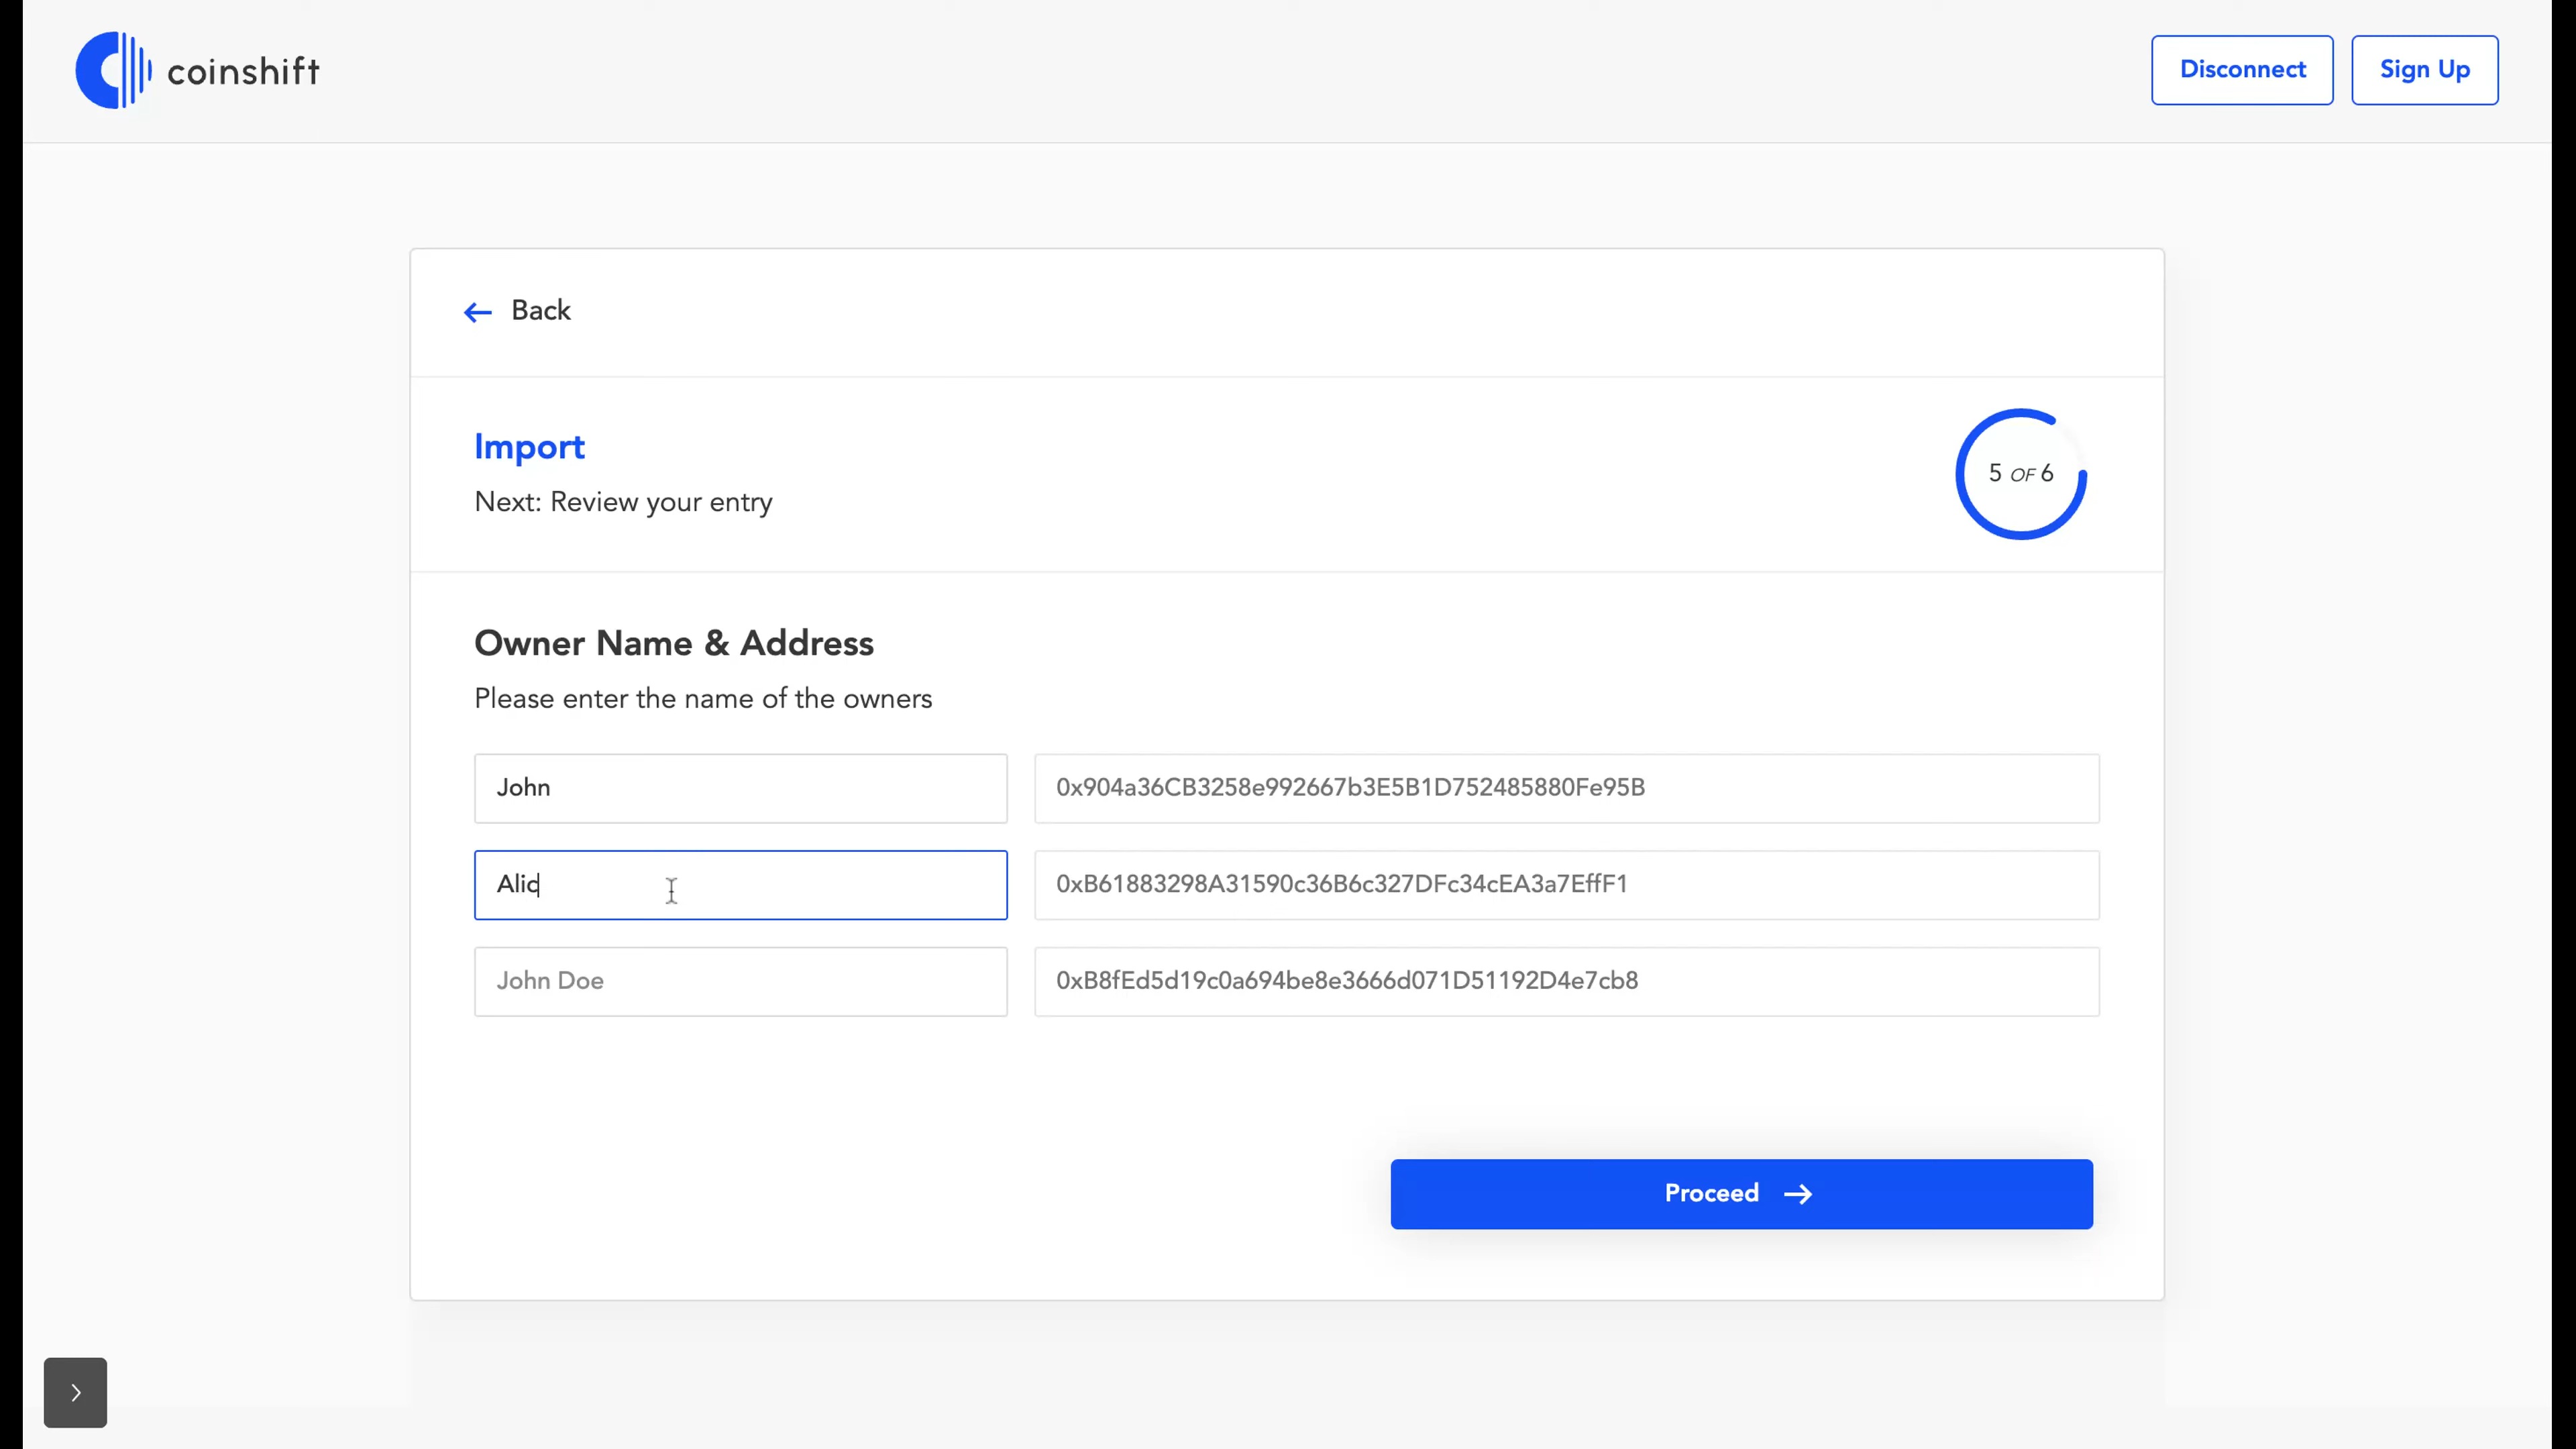 coinshift
Disconnect
Sign Up
Back
Import
Next: Review your entry
5 OF 6
Owner Name & Address
Please enter the name of the owners
John
0x904a36CB3258e992667b3E5B1D752485880Fe95B
Alic
0xB61883298A31590c36B6c327DFc34cEA3a7EffF1
John Doe
0xB8fEd5d19c0a694be8e3666d071D51192D4e7cb8
Proceed